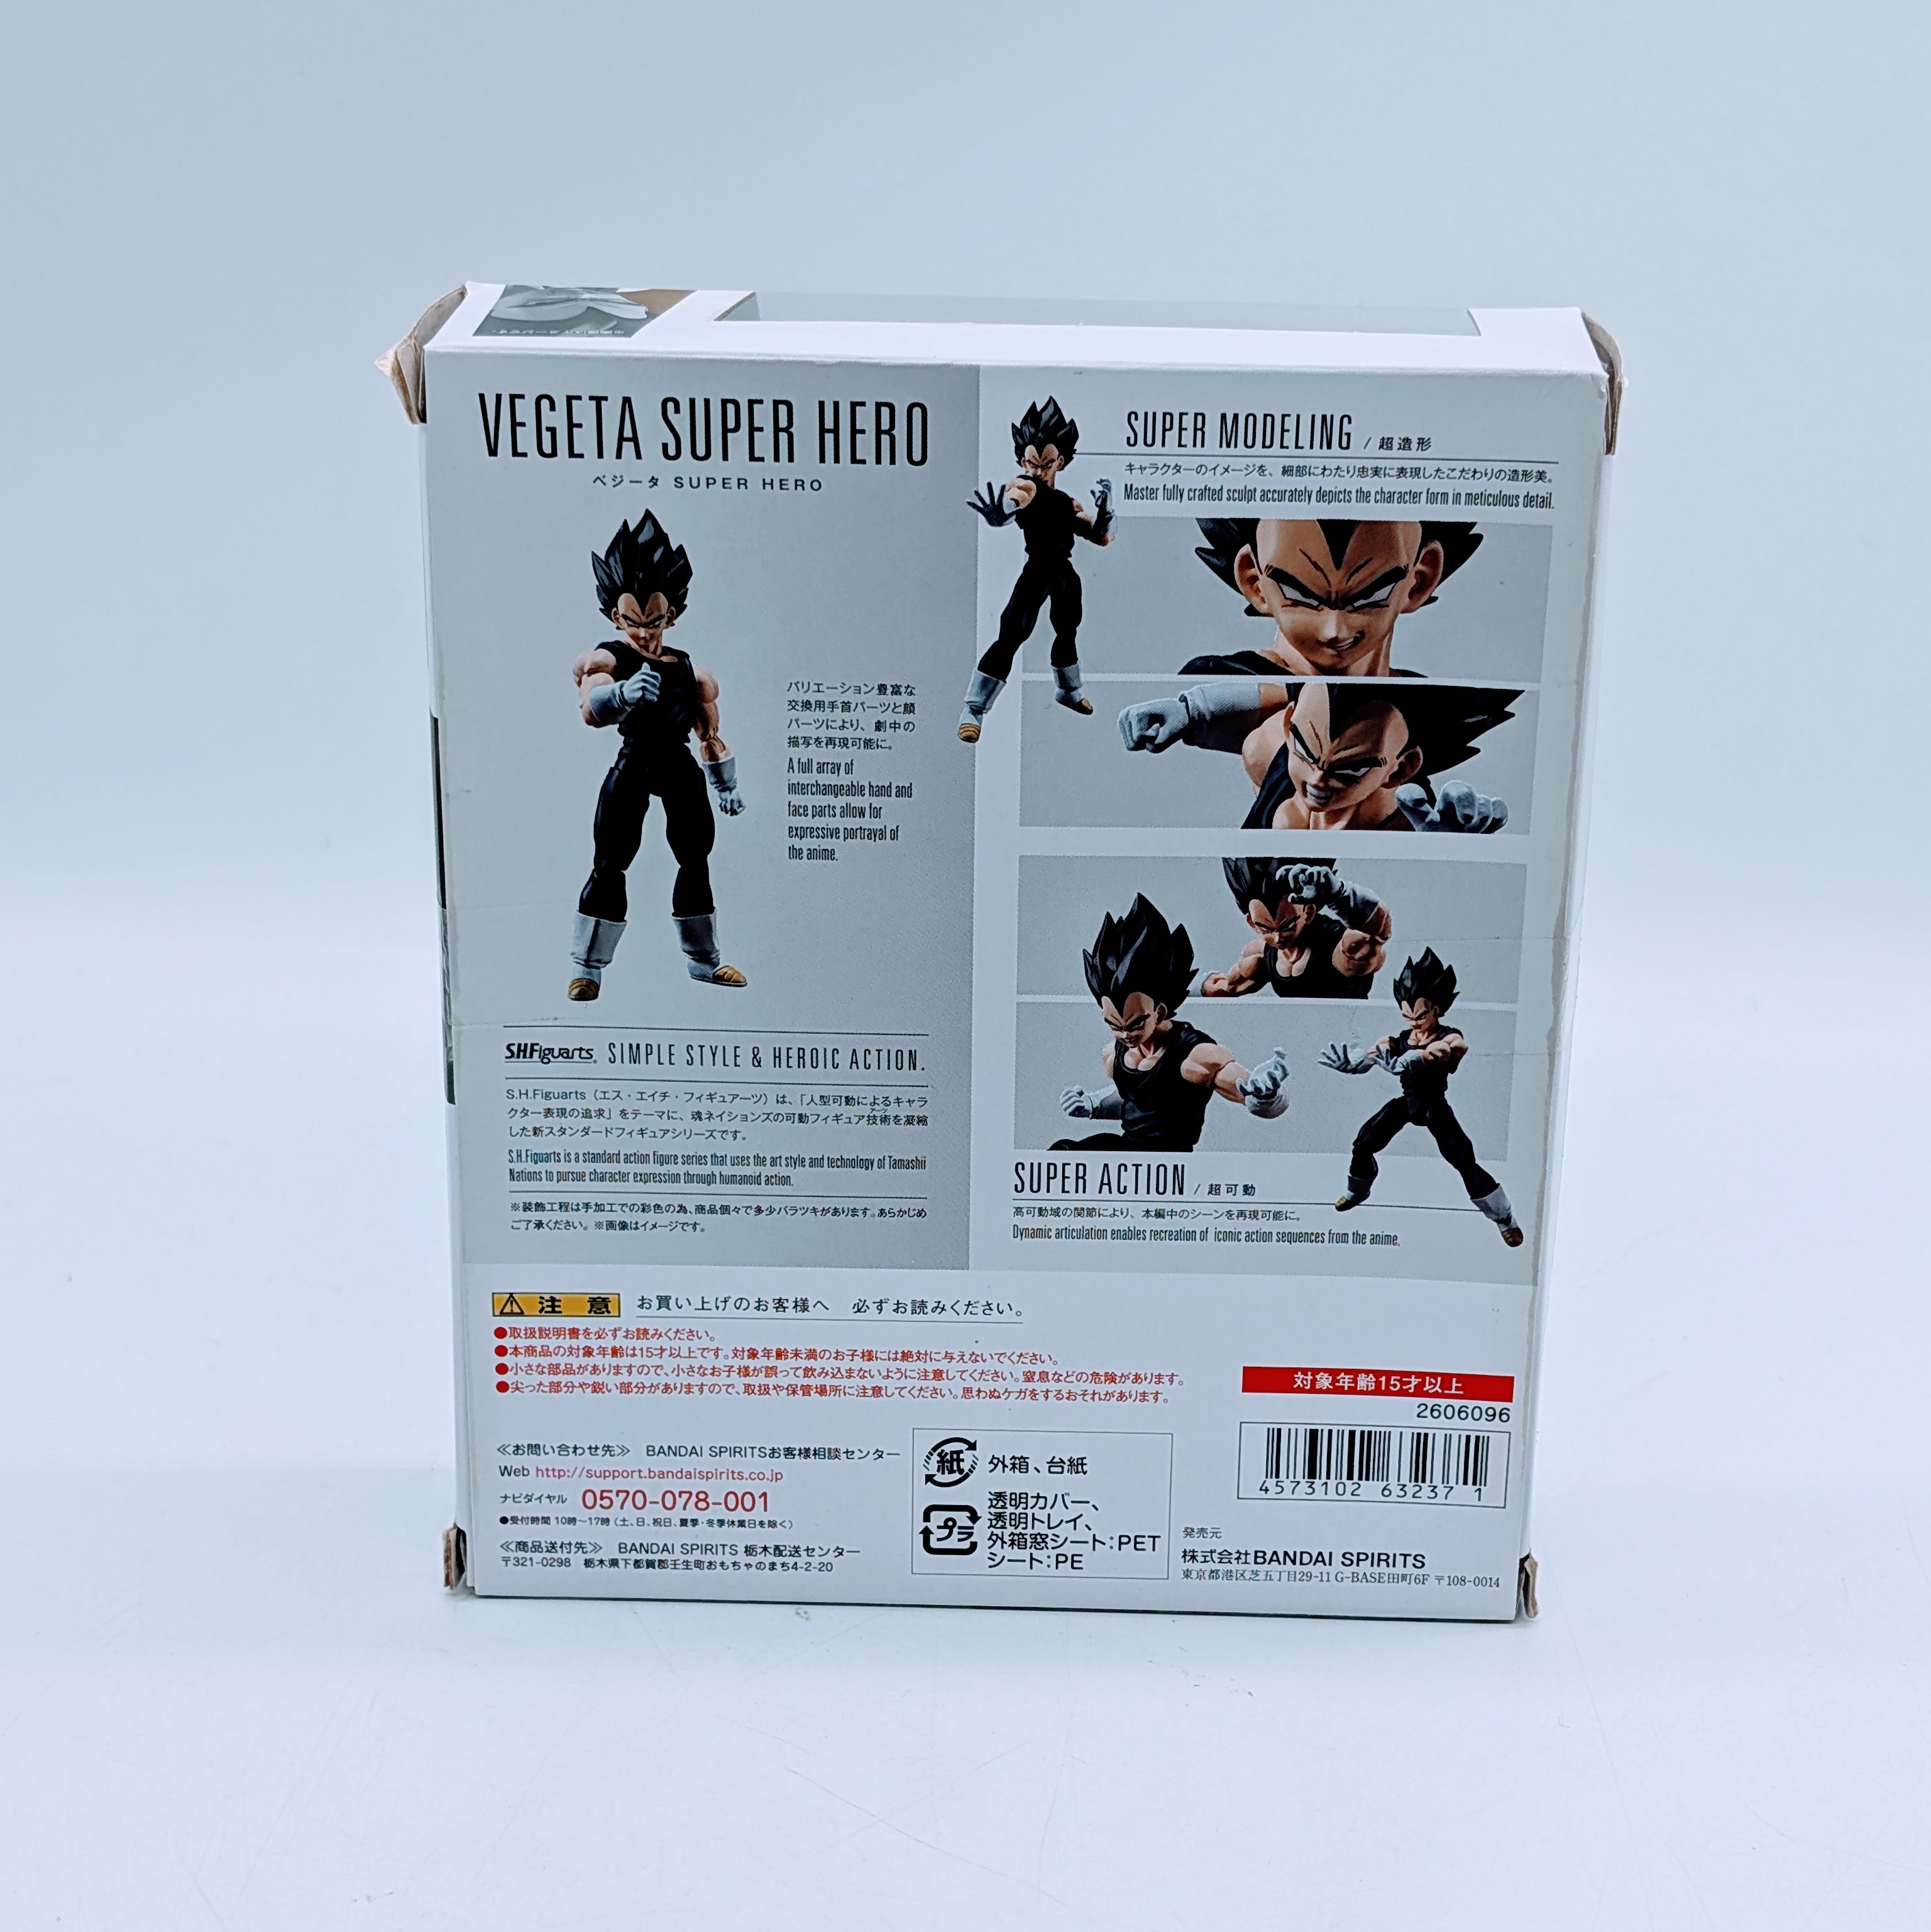 VEGETA SUPER HERO
ベジータ SUPER HERO
バリエーション豊富な
交換用手首パーツと顔
パーツにより、劇中の
描写を再現可能に。
A full array of
interchangeable hand and
face parts allow for
expressive portrayal of
the anime.
S.H.Figuarts SIMPLE STYLE & HEROIC ACTION.
S.H.Figuarts（エス・エイチ・フィギュアーツ）は、「人型可動によるキャラ
クター表現の追求」をテーマに、魂ネイションズの可動フィギュア技術を凝縮
アーツ
した新スタンダードフィギュアシリーズです。
S.H.Figuarts is a standard action figure series that uses the art style and technology of Tamashii
Nations to pursue character expression through humanoid action.
※装飾工程は手加工での彩色の為、商品個々で多少バラツキがあります。あらかじめ
ご了承ください。※画像はイメージです。
SUPER MODELING / 超造形
キャラクターのイメージを、細部にわたり忠実に表現したこだわりの造形美。
Master fully crafted sculpt accurately depicts the character form in meticulous detail.
SUPER ACTION / 超可動
高可動域の関節により、本編中のシーンを再現可能に。
Dynamic articulation enables recreation of iconic action sequences from the anime.
注意 お買い上げのお客様へ 必ずお読みください。
●取扱説明書を必ずお読みください。
●本商品の対象年齢は15才以上です。対象年齢未満のお子様には絶対に与えないでください。
●小さな部品がありますので、小さなお子様が誤って飲み込まないように注意してください。窒息などの危険があります。
●尖った部分や鋭い部分がありますので、取扱や保管場所に注意してください。思わぬケガをするおそれがあります。
≪お問い合わせ先≫ BANDAI SPIRITSお客様相談センター
Web http://support.bandaispirits.co.jp
ナビダイヤル 0570-078-001
●受付時間 10時～17時（土、日、祝日、夏季・冬季休業日を除く）
≪商品送付先≫ BANDAI SPIRITS 栃木配送センター
〒321-0298 栃木県下都賀郡壬生町おもちゃのまち4-2-20
紙 外箱、台紙
プラ 透明カバー、
透明トレイ、
外箱窓シート：PET
シート：PE
対象年齢15才以上
2606096
4573102 63237 1
発売元
株式会社BANDAI SPIRITS
東京都港区芝五丁目29-11 G-BASE田町6F 〒108-0014